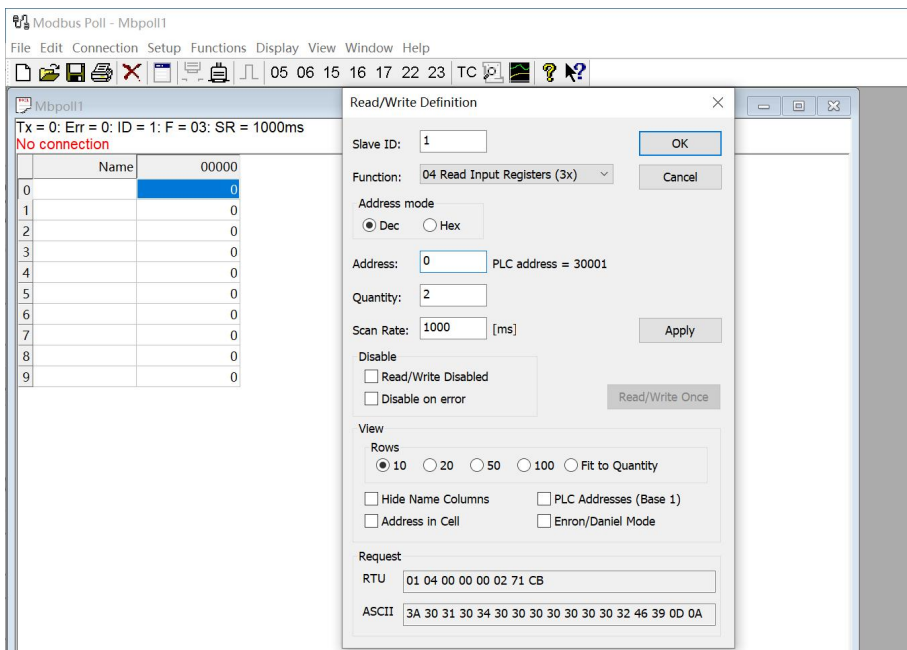 Modbus Poll - Mbpoll1
File Edit Connection Setup Functions Display View Window Help
05 06 15 16 17 22 23 TC
Mbpoll1
Tx = 0: Err = 0: ID = 1: F = 03: SR = 1000ms
No connection
Name 00000
0 0
1 0
2 0
3 0
4 0
5 0
6 0
7 0
8 0
9 0
Read/Write Definition
Slave ID: 1 OK
Function: 04 Read Input Registers (3x) Cancel
Address mode
Dec Hex
Address: 0 PLC address = 30001
Quantity: 2
Scan Rate: 1000 [ms] Apply
Disable
Read/Write Disabled
Disable on error Read/Write Once
View
Rows
10 20 50 100 Fit to Quantity
Hide Name Columns PLC Addresses (Base 1)
Address in Cell Enron/Daniel Mode
Request
RTU 01 04 00 00 00 02 71 CB
ASCII 3A 30 31 30 34 30 30 30 30 30 30 30 32 46 39 0D 0A